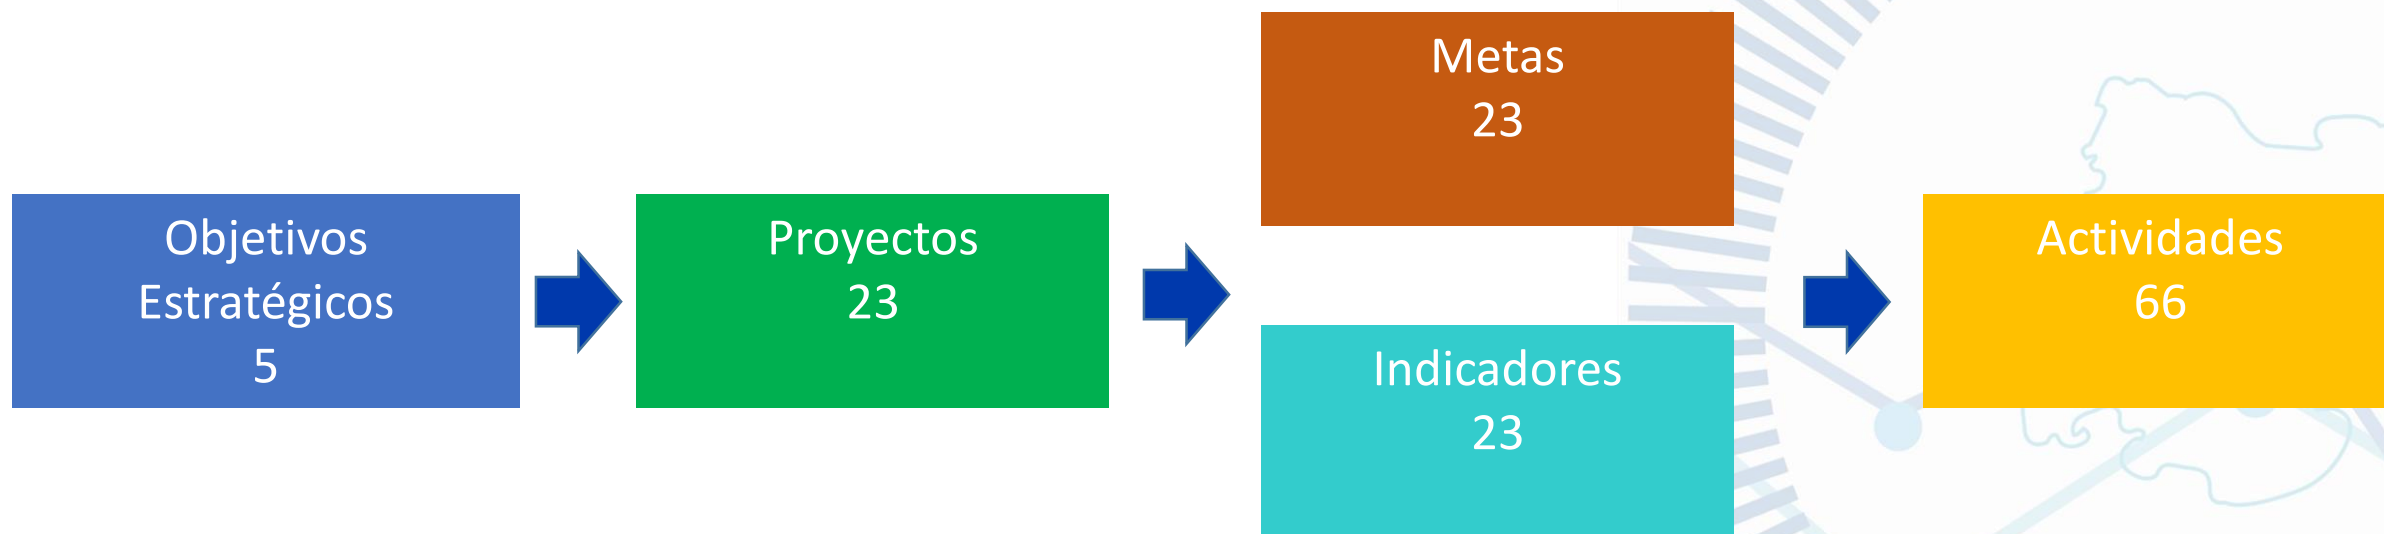 Objetivos
Estratégicos
5
Proyectos
23
Metas
23
Indicadores
23
Actividades
66